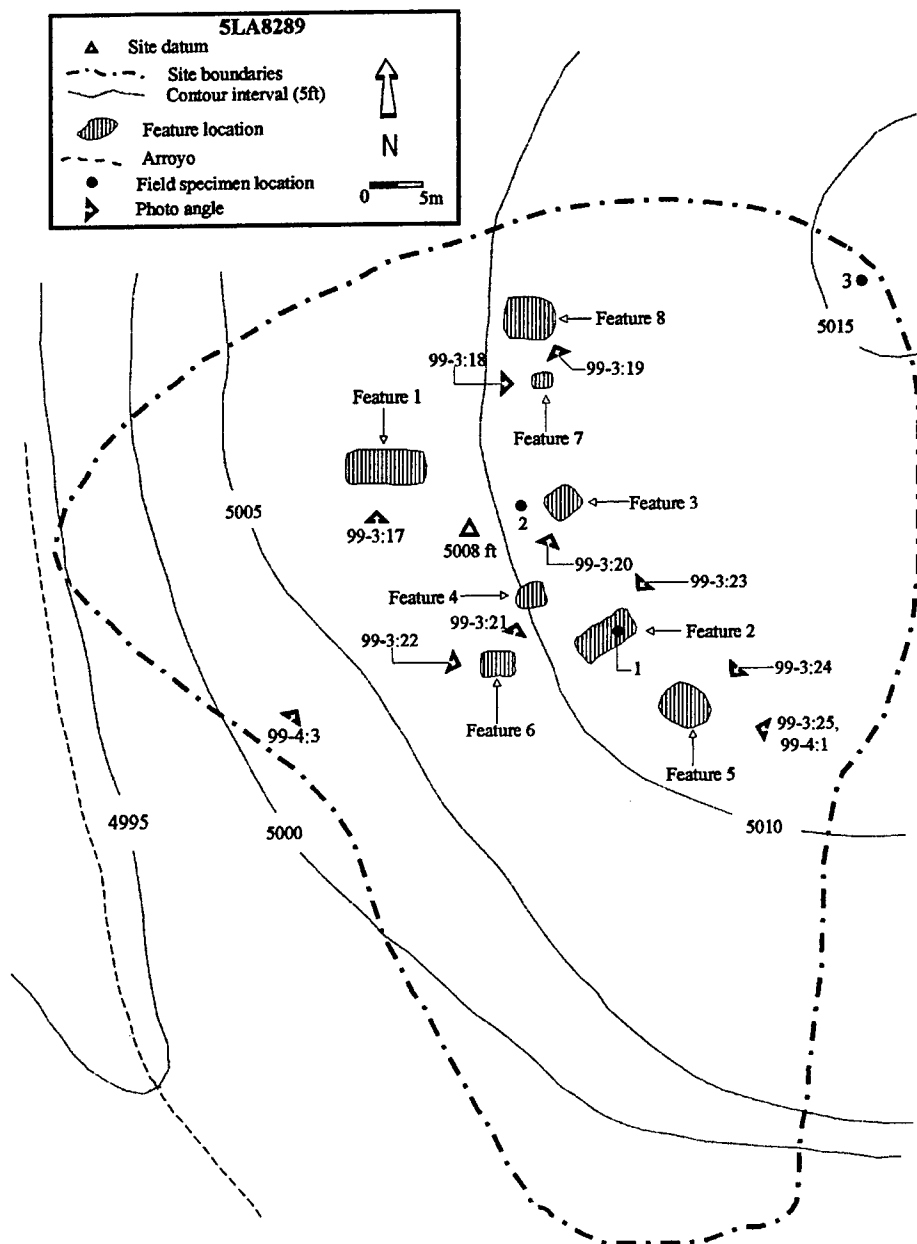 5LA8289
Site datum
Site boundaries
Contour interval (5ft)
Feature location
Arroyo
Field specimen location
Photo angle
N
0 5m
3
5015
Feature 8
99-3:18
99-3:19
Feature 1
Feature 7
5005
2
Feature 3
99-3:17
5008 ft
99-3:20
99-3:23
Feature 4
99-3:21
Feature 2
99-3:22
1
99-3:24
99-4:3
Feature 6
99-3:25,
99-4:1
Feature 5
4995
5000
5010